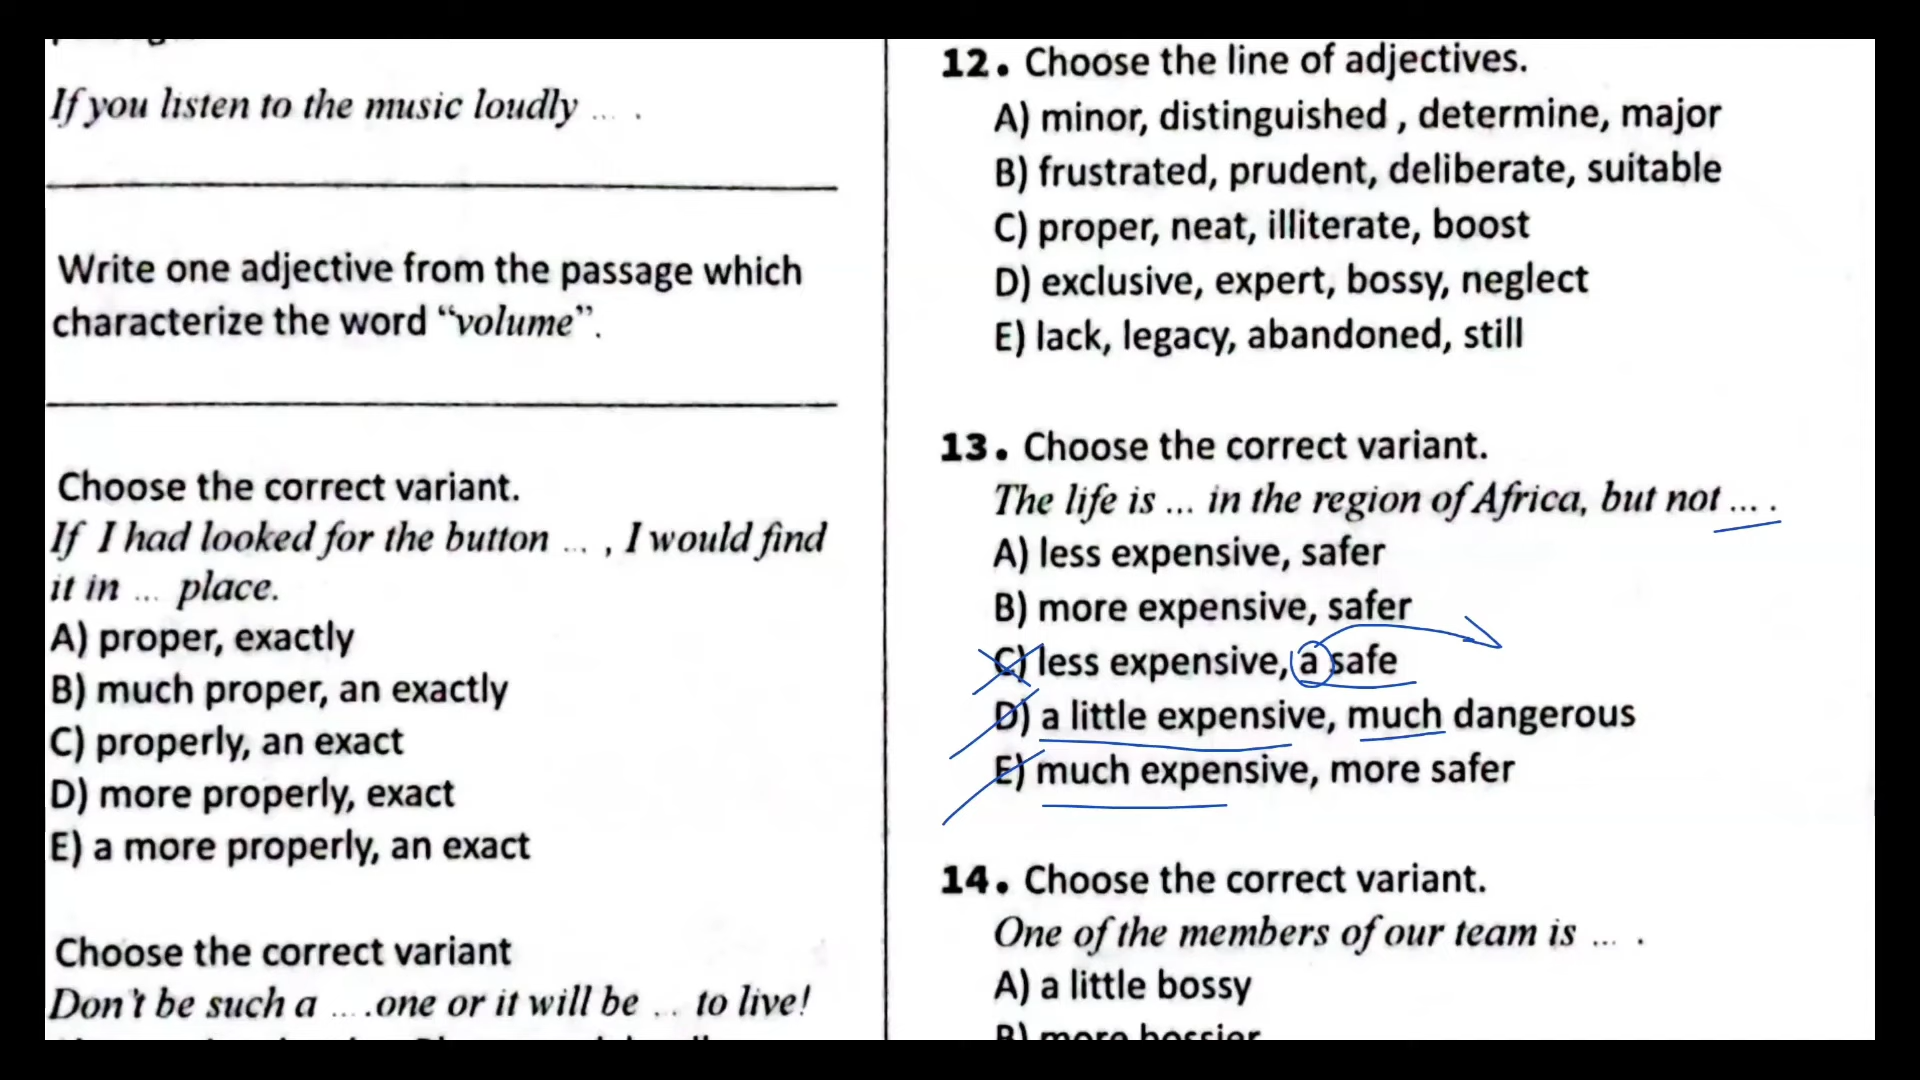 If you listen to the music loudly ... .
Write one adjective from the passage which
characterize the word “volume”.
Choose the correct variant.
If I had looked for the button ... , I would find
it in ... place.
A) proper, exactly
B) much proper, an exactly
C) properly, an exact
D) more properly, exact
E) a more properly, an exact
Choose the correct variant
Don't be such a ... .one or it will be ... to live!
12. Choose the line of adjectives.
A) minor, distinguished , determine, major
B) frustrated, prudent, deliberate, suitable
C) proper, neat, illiterate, boost
D) exclusive, expert, bossy, neglect
E) lack, legacy, abandoned, still
13. Choose the correct variant.
The life is ... in the region of Africa, but not ... .
A) less expensive, safer
B) more expensive, safer
C) less expensive, a safe
D) a little expensive, much dangerous
E) much expensive, more safer
14. Choose the correct variant.
One of the members of our team is ... .
A) a little bossy
B) more bossier